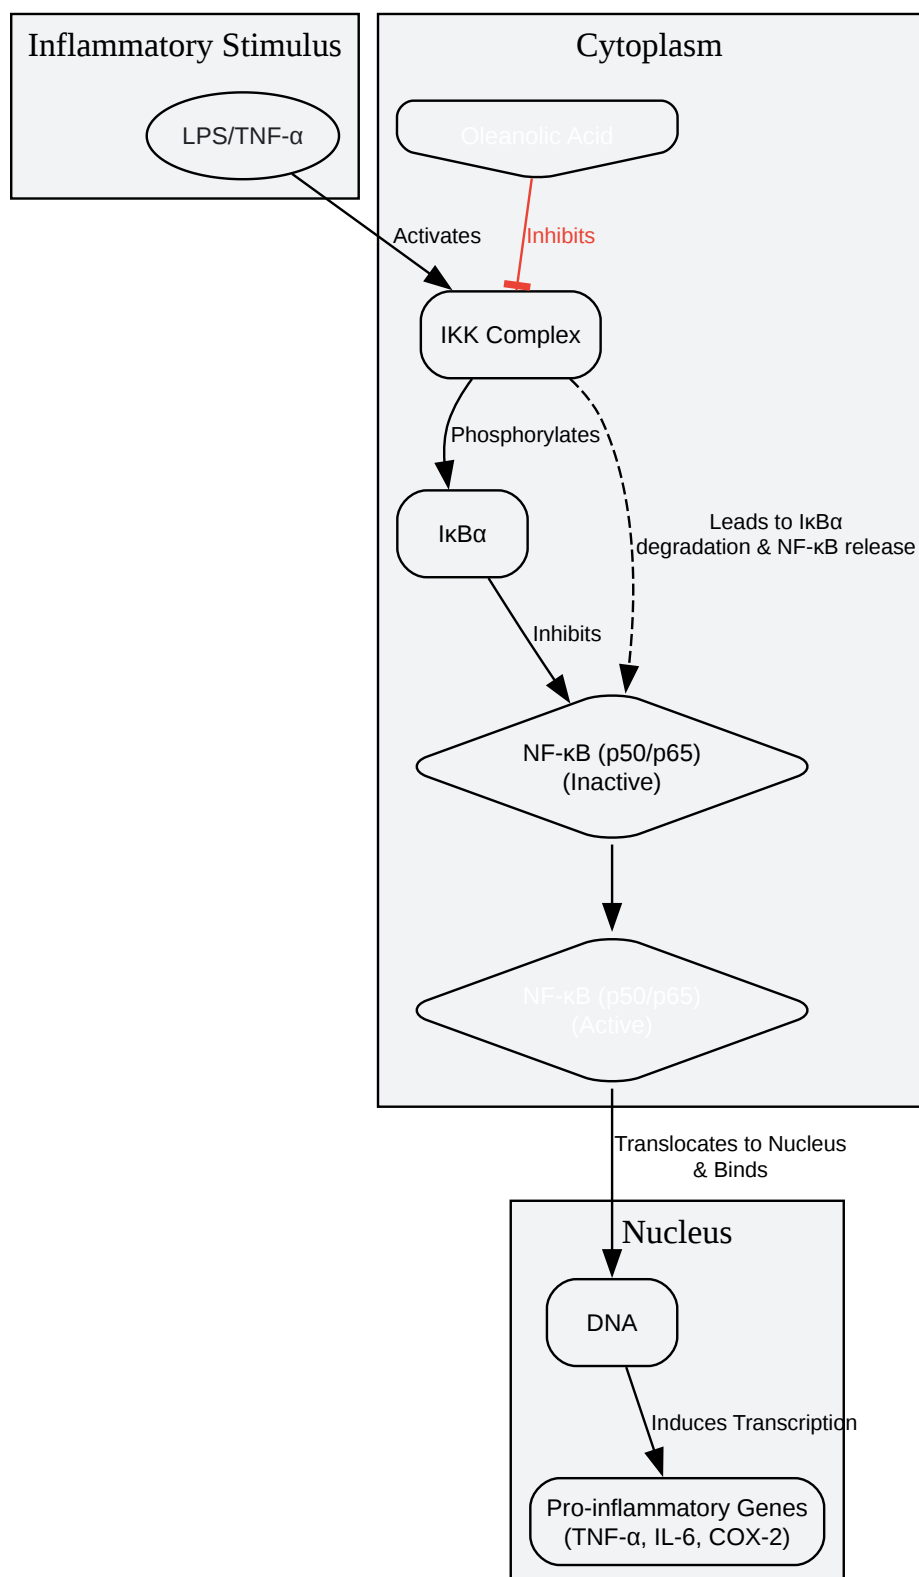 Inflammatory Stimulus
Cytoplasm
LPS/TNF-α
Oleanolic Acid
Activates
Inhibits
IKK Complex
Phosphorylates
IκBα
Leads to IκBα
degradation & NF-κB release
Inhibits
NF-κB (p50/p65)
(Inactive)
NF-κB (p50/p65)
(Active)
Translocates to Nucleus
& Binds
Nucleus
DNA
Induces Transcription
Pro-inflammatory Genes
(TNF-α, IL-6, COX-2)